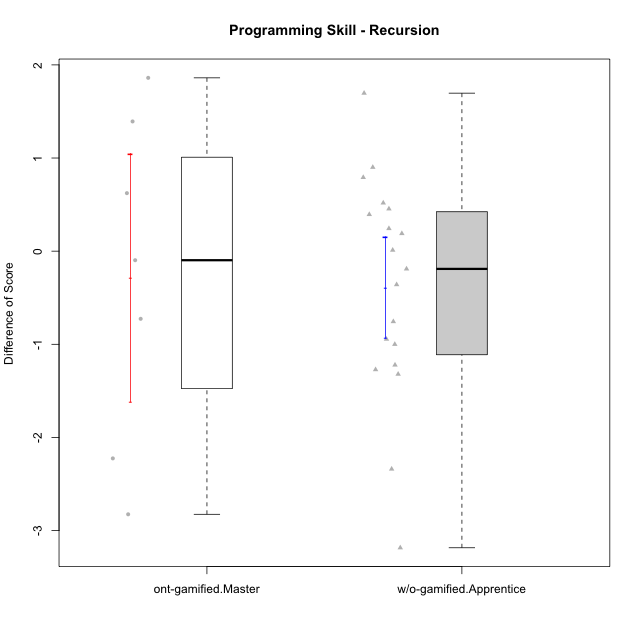 Programming Skill - Recursion
Difference of Score
2
1
0
-1
-2
-3
ont-gamified.Master
w/o-gamified.Apprentice